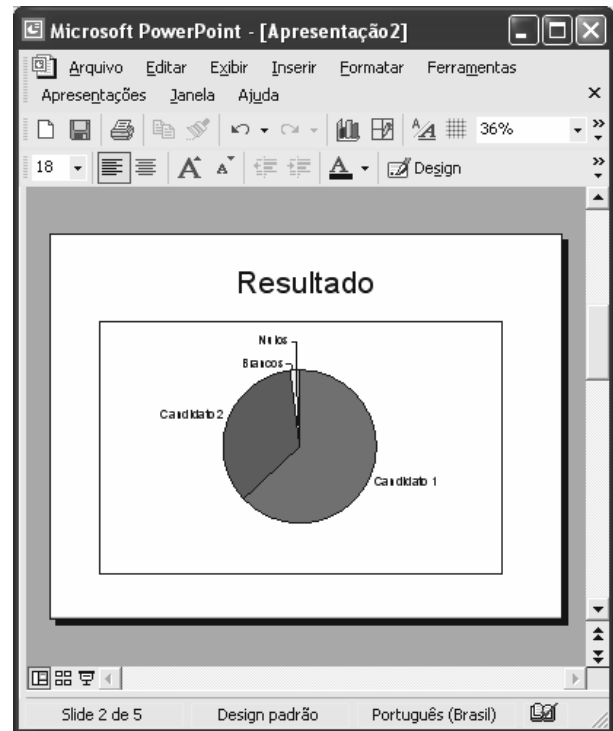 Microsoft PowerPoint - [Apresentação2]
Arquivo Editar Exibir Inserir Formatar Ferramentas
Apresentações Janela Ajuda
36%
18 Design
Resultado
Nulos
Brancos
Candidato 2
Candidato 1
Slide 2 de 5 Design padrão Português (Brasil)